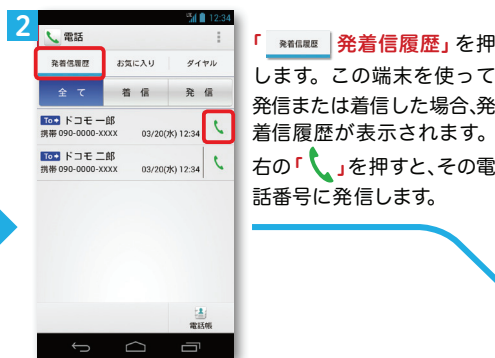 2
12:34
電話
発着信履歴 お気に入り ダイヤル
全て 着信 発信
To➡ ドコモ 一郎
携帯 090-0000-XXXX 03/20(水) 12:34
To➡ ドコモ 二郎
携帯 090-0000-XXXX 03/20(水) 12:34
電話帳
「 発着信履歴 発着信履歴」を押
します。この端末を使って
発信または着信した場合、発
着信履歴が表示されます。
右の「 」を押すと、その電
話番号に発信します。